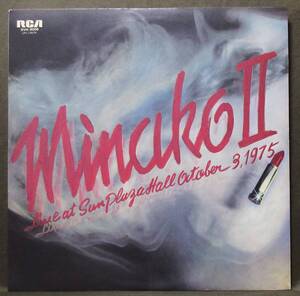 RCA
Minako II
Live at Sun Plaza Hall October 3, 1975